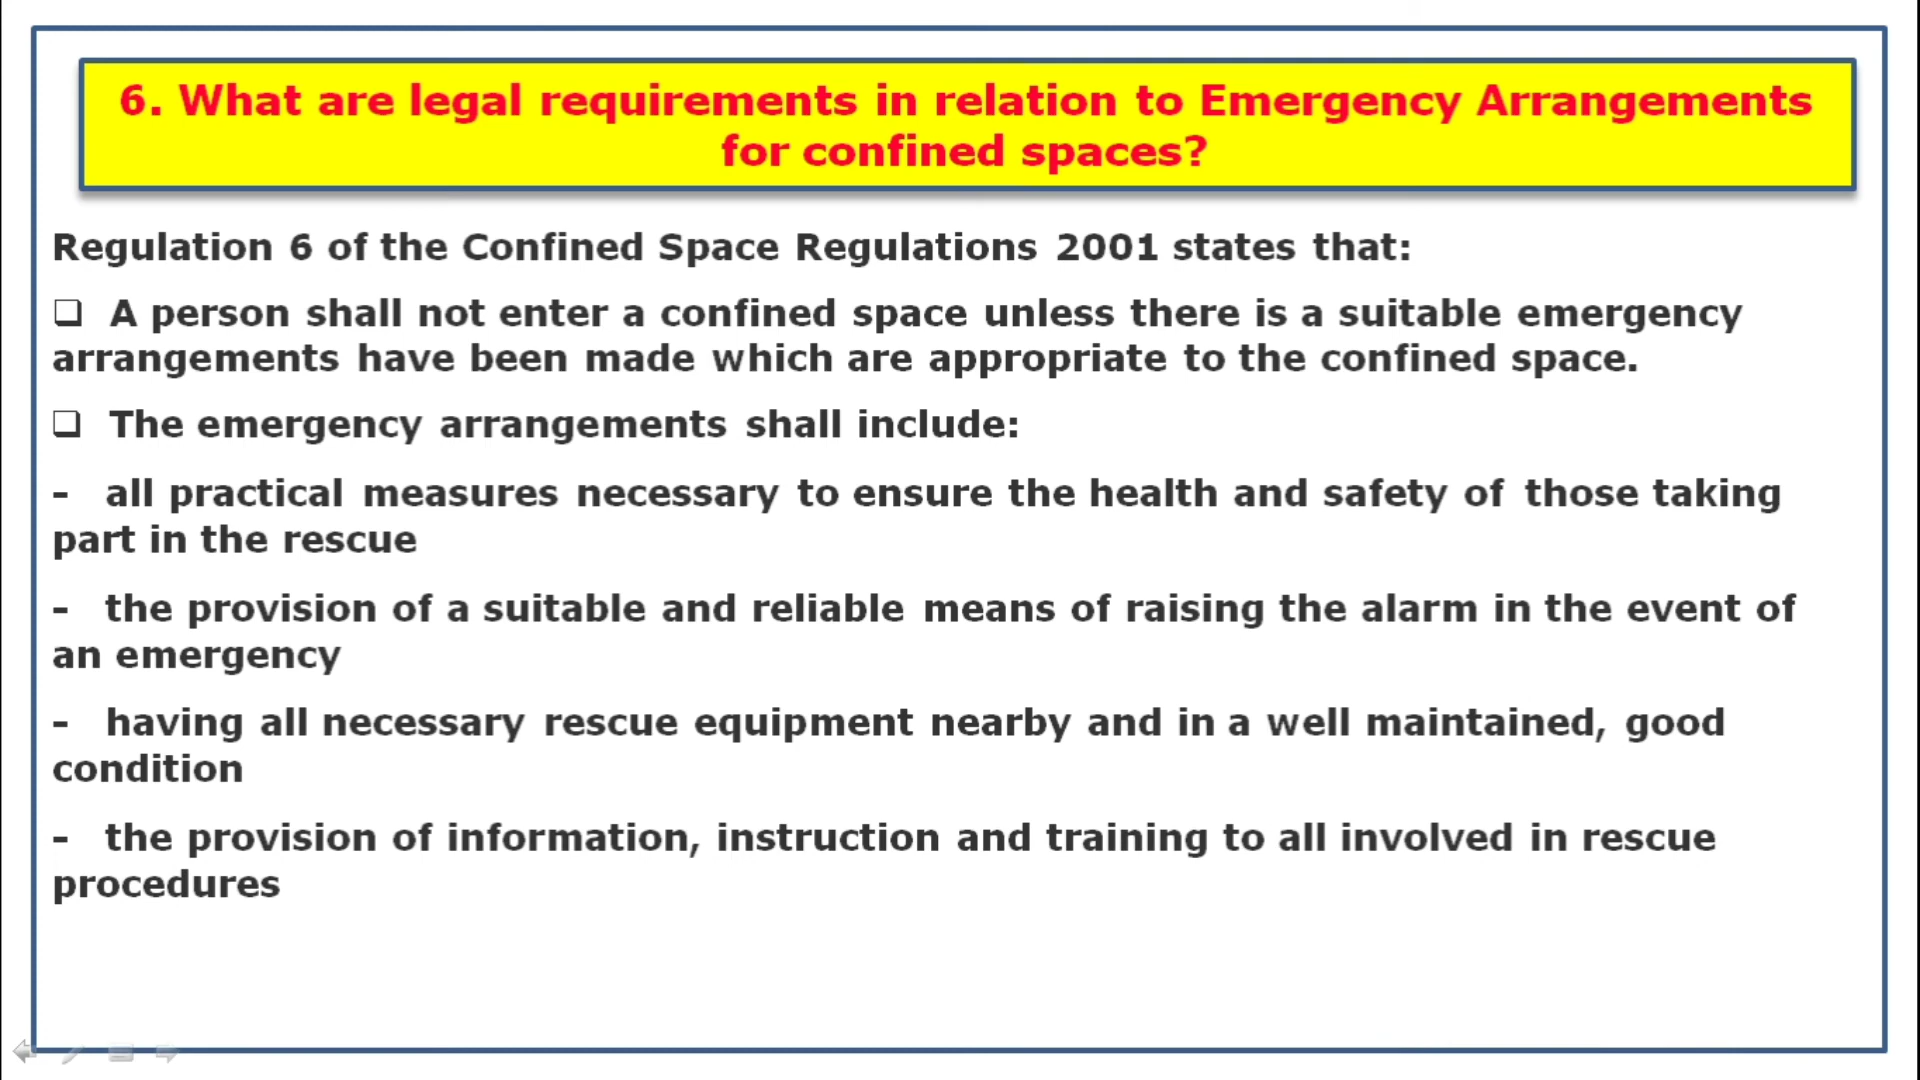 6. What are legal requirements in relation to Emergency Arrangements
for confined spaces?
Regulation 6 of the Confined Space Regulations 2001 states that:
❑ A person shall not enter a confined space unless there is a suitable emergency
arrangements have been made which are appropriate to the confined space.
❑ The emergency arrangements shall include:
- all practical measures necessary to ensure the health and safety of those taking
part in the rescue
- the provision of a suitable and reliable means of raising the alarm in the event of
an emergency
- having all necessary rescue equipment nearby and in a well maintained, good
condition
- the provision of information, instruction and training to all involved in rescue
procedures